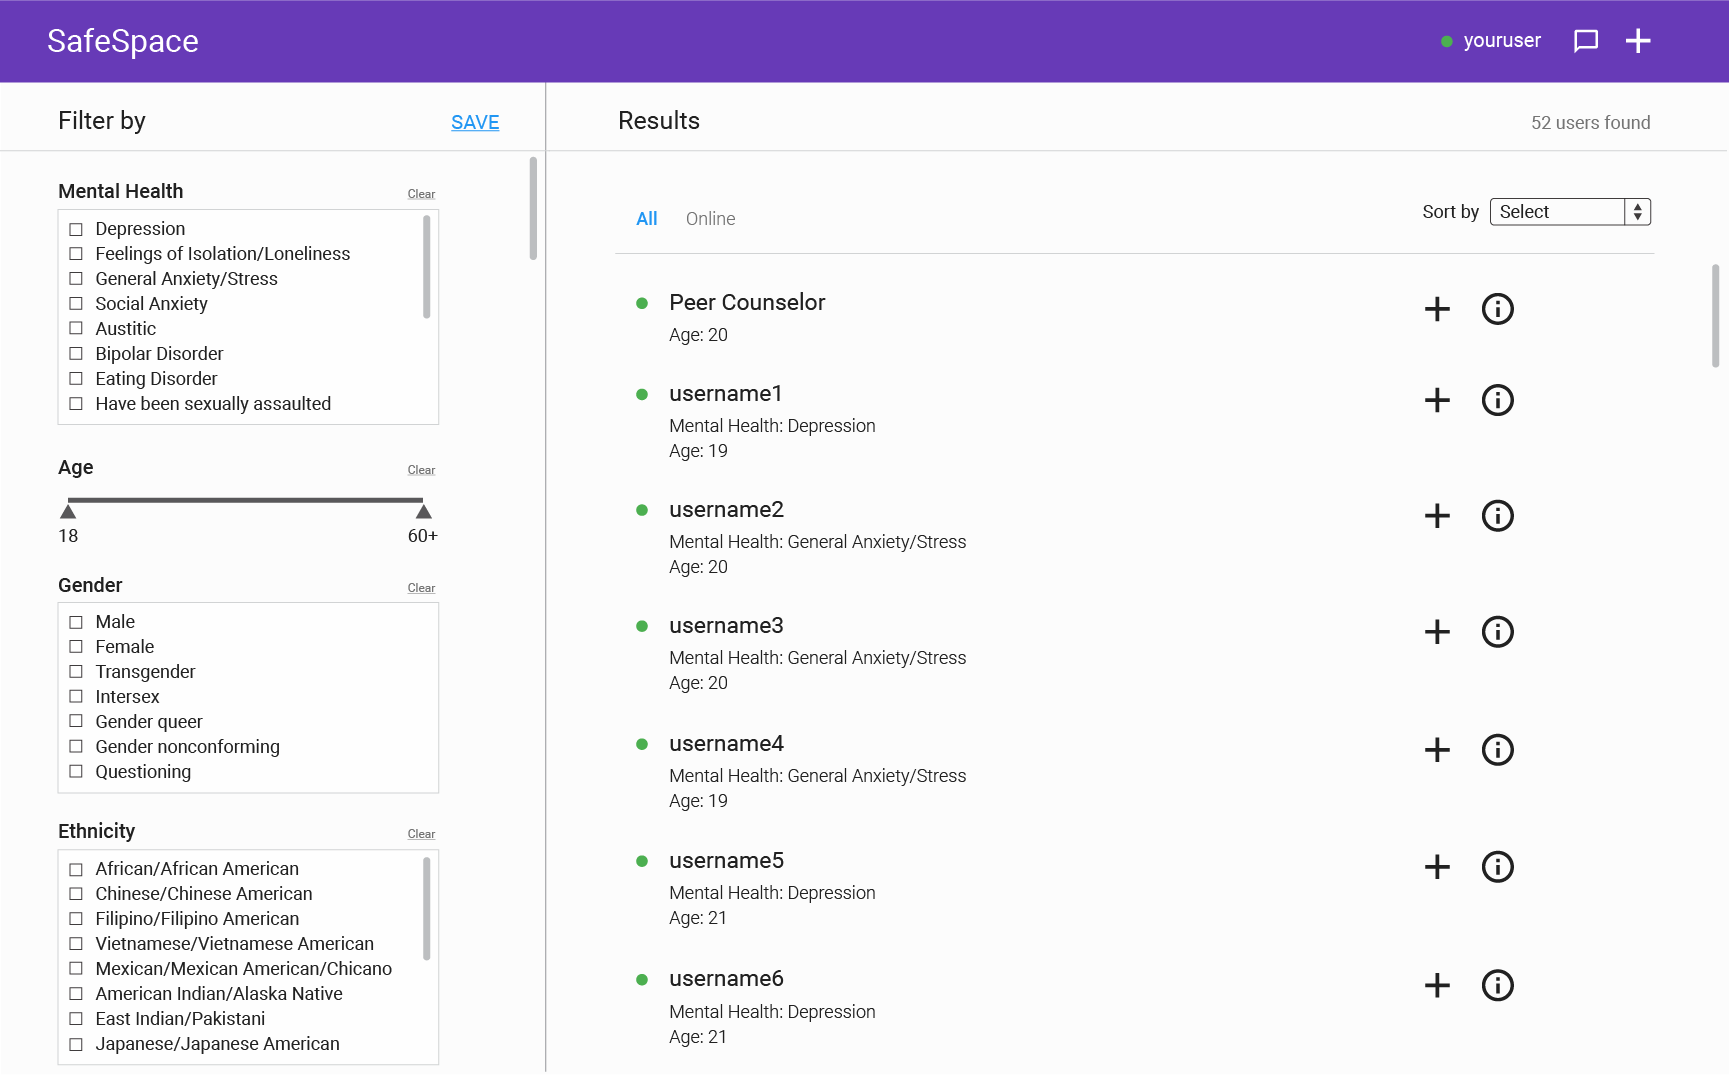 SafeSpace
youruser
Filter by
SAVE
Mental Health
Clear
Depression
Feelings of Isolation/Loneliness
General Anxiety/Stress
Social Anxiety
Austitic
Bipolar Disorder
Eating Disorder
Have been sexually assaulted
Age
Clear
18
60+
Gender
Clear
Male
Female
Transgender
Intersex
Gender queer
Gender nonconforming
Questioning
Ethnicity
Clear
African/African American
Chinese/Chinese American
Filipino/Filipino American
Vietnamese/Vietnamese American
Mexican/Mexican American/Chicano
American Indian/Alaska Native
East Indian/Pakistani
Japanese/Japanese American
Results
52 users found
All
Online
Sort by
Select
Peer Counselor
Age: 20
username1
Mental Health: Depression
Age: 19
username2
Mental Health: General Anxiety/Stress
Age: 20
username3
Mental Health: General Anxiety/Stress
Age: 20
username4
Mental Health: General Anxiety/Stress
Age: 19
username5
Mental Health: Depression
Age: 21
username6
Mental Health: Depression
Age: 21